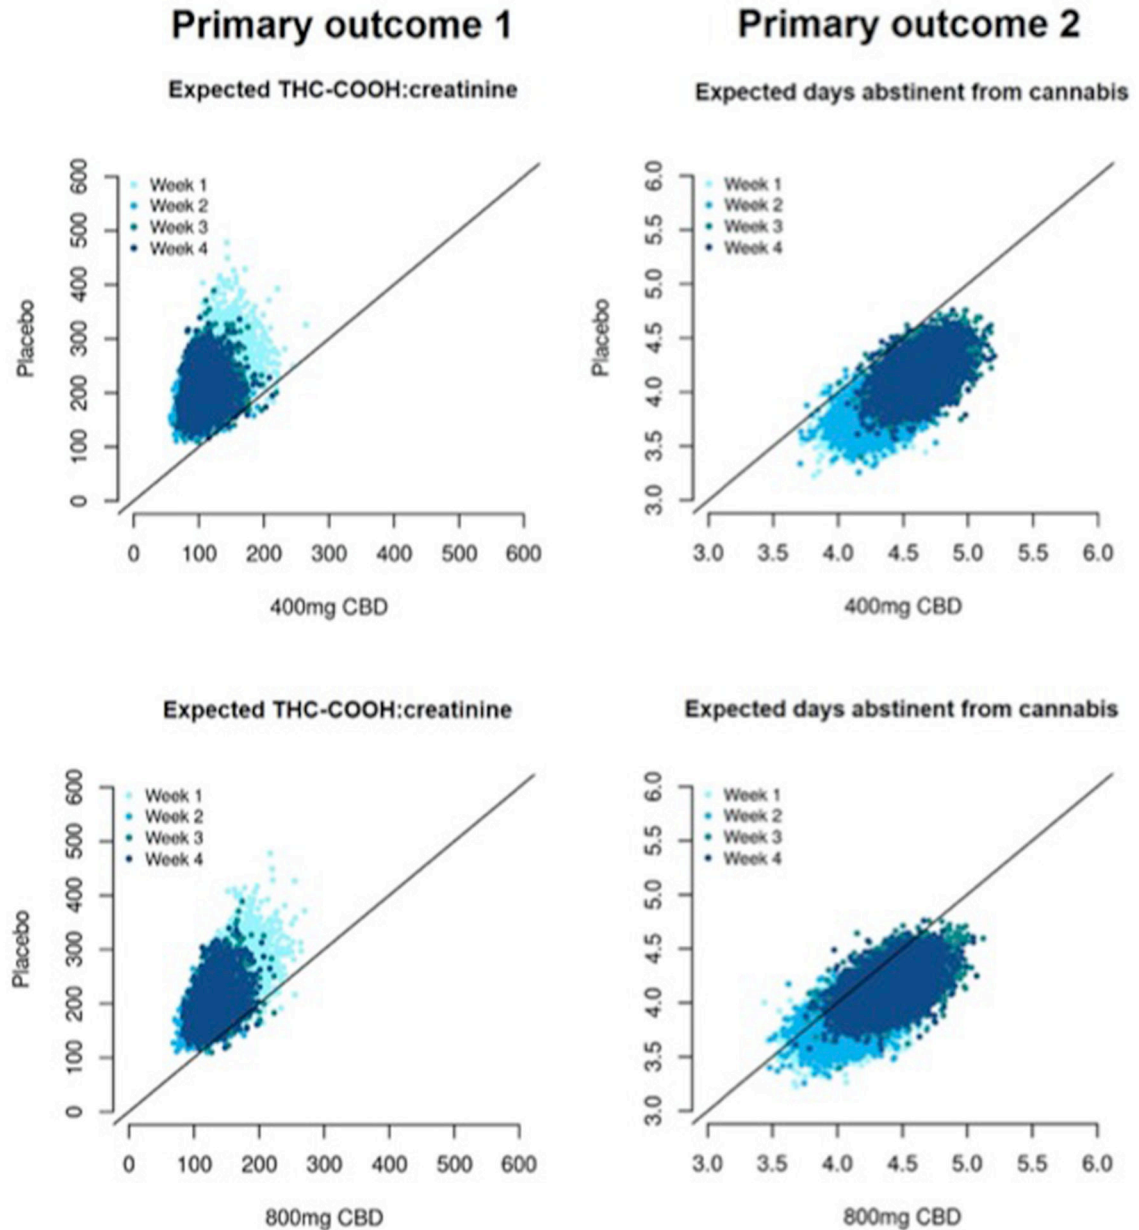 Primary outcome 1
Primary outcome 2
Expected THC-COOH:creatinine
Expected days abstinent from cannabis
Week 1
Week 2
Week 3
Week 4
600
500
400
300
200
100
0
Placebo
0 100 200 300 400 500 600
400mg CBD
Week 1
Week 2
Week 3
Week 4
6.0
5.5
5.0
4.5
4.0
3.5
3.0
Placebo
3.0 3.5 4.0 4.5 5.0 5.5 6.0
400mg CBD
Expected THC-COOH:creatinine
Expected days abstinent from cannabis
Week 1
Week 2
Week 3
Week 4
600
500
400
300
200
100
0
Placebo
0 100 200 300 400 500 600
800mg CBD
Week 1
Week 2
Week 3
Week 4
6.0
5.5
5.0
4.5
4.0
3.5
3.0
3.0 3.5 4.0 4.5 5.0 5.5 6.0
800mg CBD